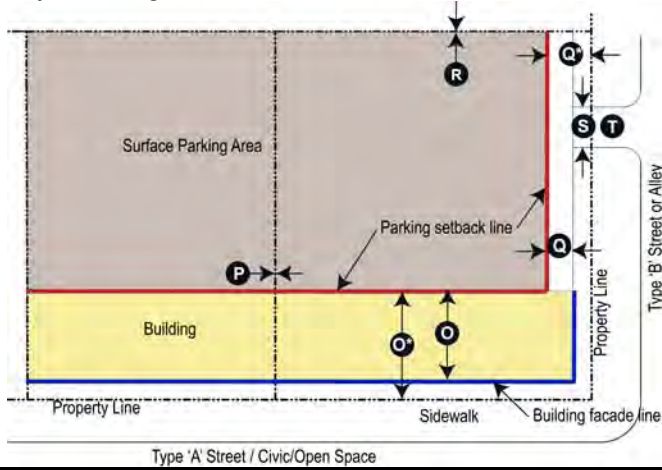 Q*
R
S T
Surface Parking Area
Parking setback line
Q
P
Type 'B' Street or Alley
Property Line
Building
O* O
Property Line
Sidewalk
Building facade line
Type 'A' Street / Civic/Open Space